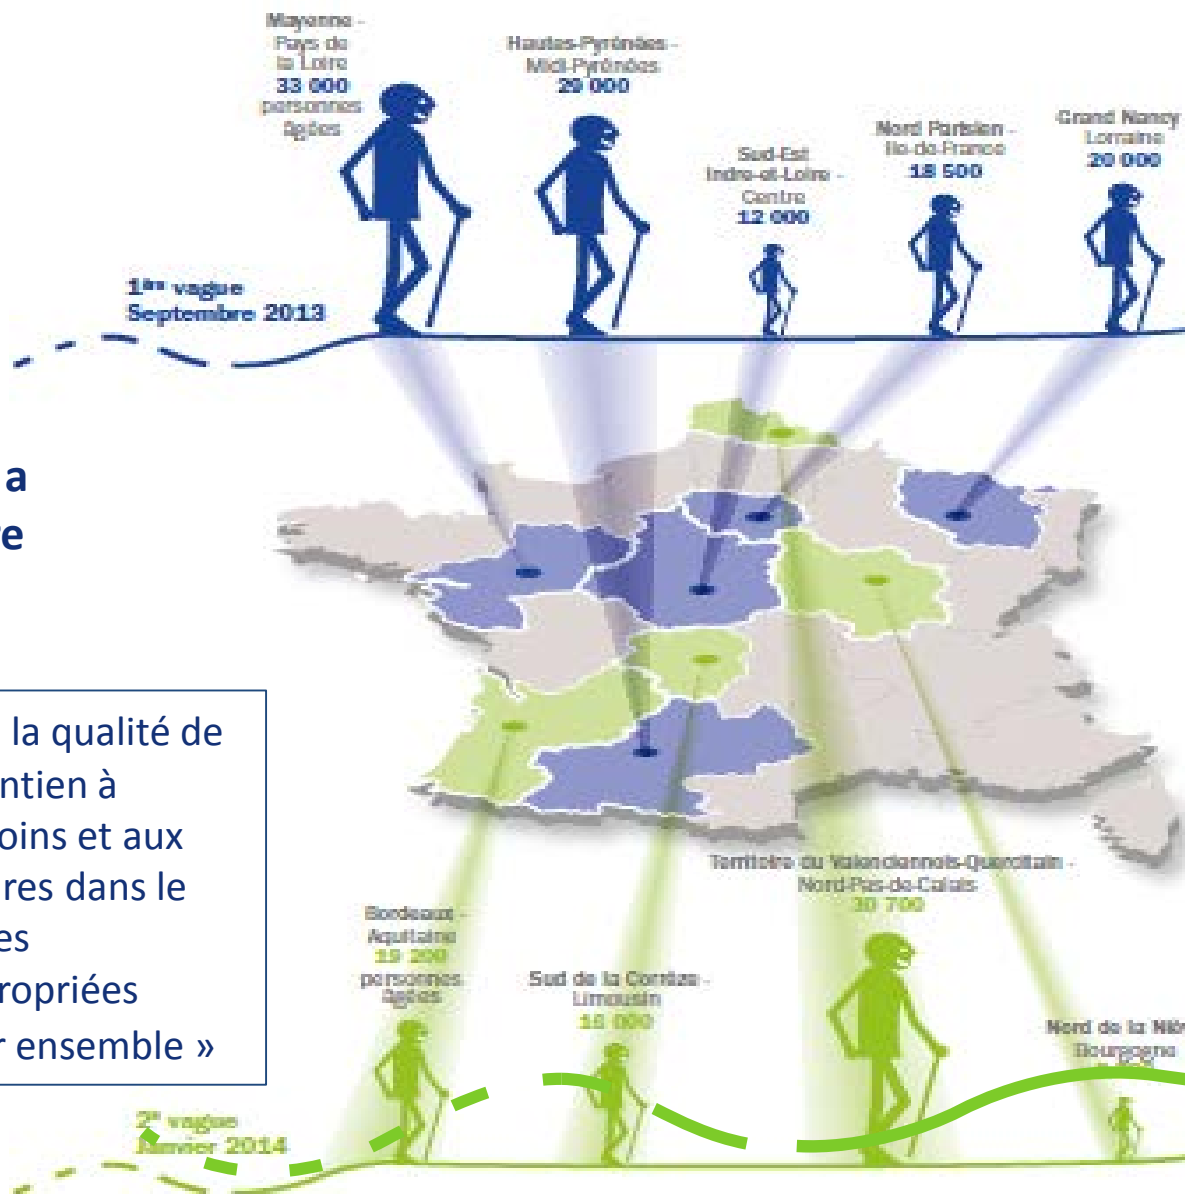 Mayenne -
Pays de
la Loire
33 000
personnes
âgées
Hautes-Pyrénées -
Midi-Pyrénées
29 000
Sud-Est
Indre-et-Loire -
Centre
12 000
Nord Parisien -
Ile-de-France
18 500
Grand Nancy
Lorraine
20 000
1ère vague
Septembre 2013
a
re
la qualité de
ntien à
oins et aux
res dans le
es
ropriées
r ensemble »
Territoire du Valenciennois-Quercitain -
Nord-Pas-de-Calais
30 700
Bordeaux -
Aquitaine
19 200
personnes
âgées
Sud de la Corrèze -
Limousin
16 000
Nord de la Niè
Bourgogne
2e vague
Janvier 2014